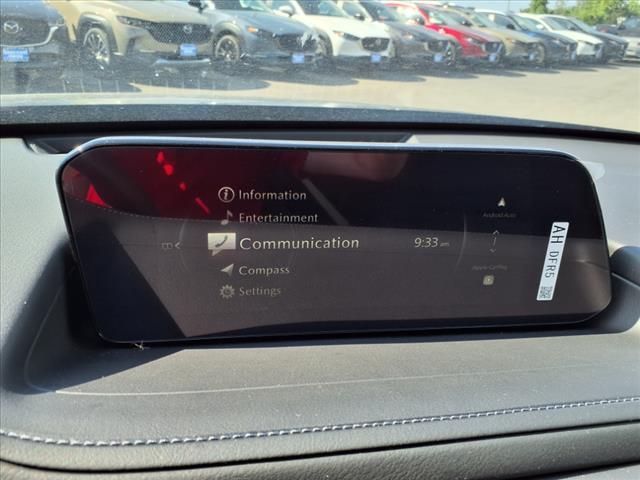 Information
Entertainment
Communication
9:33 am
Compass
Settings
Android Auto
Apple CarPlay
AH DFR5